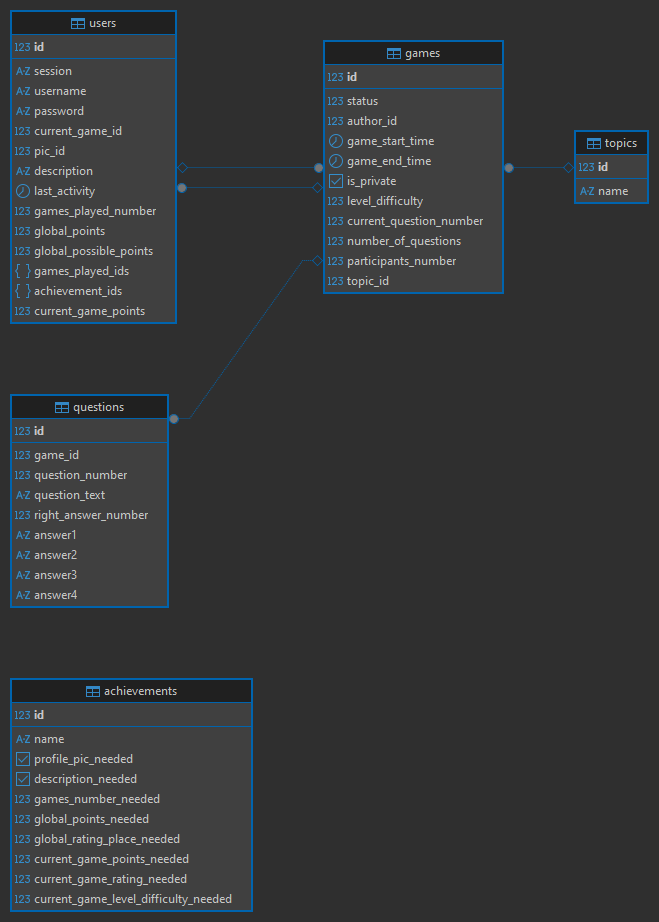 users
123 id
A-Z session
A-Z username
A-Z password
123 current_game_id
123 pic_id
A-Z description
last_activity
123 games_played_number
123 global_points
123 global_possible_points
{ } games_played_ids
{ } achievement_ids
123 current_game_points
games
123 id
123 status
123 author_id
game_start_time
game_end_time
is_private
123 level_difficulty
123 current_question_number
123 number_of_questions
123 participants_number
123 topic_id
topics
123 id
A-Z name
questions
123 id
123 game_id
123 question_number
A-Z question_text
123 right_answer_number
A-Z answer1
A-Z answer2
A-Z answer3
A-Z answer4
achievements
123 id
A-Z name
profile_pic_needed
description_needed
123 games_number_needed
123 global_points_needed
123 global_rating_place_needed
123 current_game_points_needed
123 current_game_rating_needed
123 current_game_level_difficulty_needed